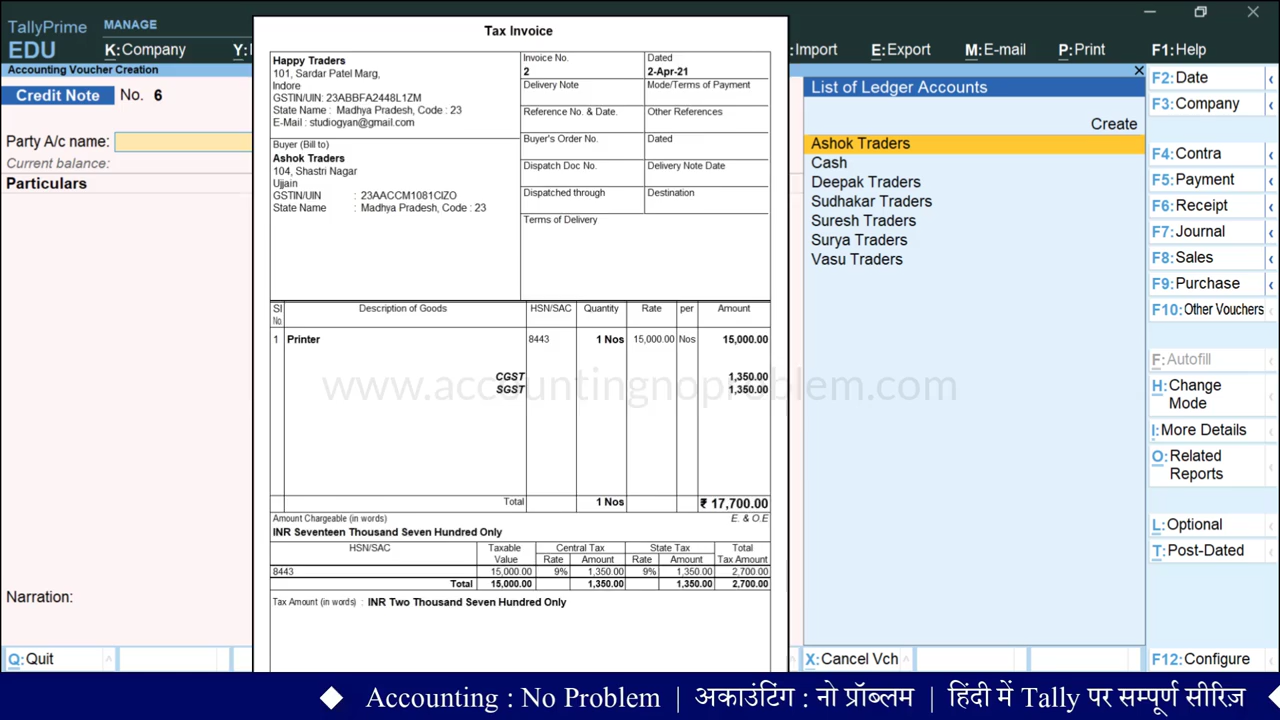 TallyPrime MANAGE
EDU K:Company Y: :Import E:Export M:E-mail P:Print F1:Help
Accounting Voucher Creation
Credit Note No. 6
Party A/c name:
Current balance:
Particulars
Narration:
Q:Quit
Tax Invoice
Happy Traders
101, Sardar Patel Marg,
Indore
GSTIN/UIN: 23ABBFA2448L1ZM
State Name : Madhya Pradesh, Code : 23
E-Mail : studiogyan@gmail.com
Buyer (Bill to)
Ashok Traders
104, Shastri Nagar
Ujjain
GSTIN/UIN : 23AACCM1081CIZO
State Name : Madhya Pradesh, Code : 23
Invoice No. Dated
2 2-Apr-21
Delivery Note Mode/Terms of Payment
Reference No. & Date. Other References
Buyer's Order No. Dated
Dispatch Doc No. Delivery Note Date
Dispatched through Destination
Terms of Delivery
Sl No Description of Goods HSN/SAC Quantity Rate per Amount
1 Printer 8443 1 Nos 15,000.00 Nos 15,000.00
CGST 1,350.00
SGST 1,350.00
www.accountingnoproblem.com
Total 1 Nos ₹ 17,700.00
Amount Chargeable (in words) E. & O.E
INR Seventeen Thousand Seven Hundred Only
HSN/SAC Taxable Value Central Tax State Tax Total Tax Amount
Rate Amount Rate Amount
8443 15,000.00 9% 1,350.00 9% 1,350.00 2,700.00
Total 15,000.00 1,350.00 1,350.00 2,700.00
Tax Amount (in words) : INR Two Thousand Seven Hundred Only
List of Ledger Accounts
Create
Ashok Traders
Cash
Deepak Traders
Sudhakar Traders
Suresh Traders
Surya Traders
Vasu Traders
X:Cancel Vch
F2:Date
F3:Company
F4:Contra
F5:Payment
F6:Receipt
F7:Journal
F8:Sales
F9:Purchase
F10:Other Vouchers
F:Autofill
H:Change
Mode
I:More Details
O:Related
Reports
L:Optional
T:Post-Dated
F12:Configure
Accounting : No Problem | अकाउंटिंग : नो प्रॉब्लम | हिंदी में Tally पर सम्पूर्ण सीरिज़